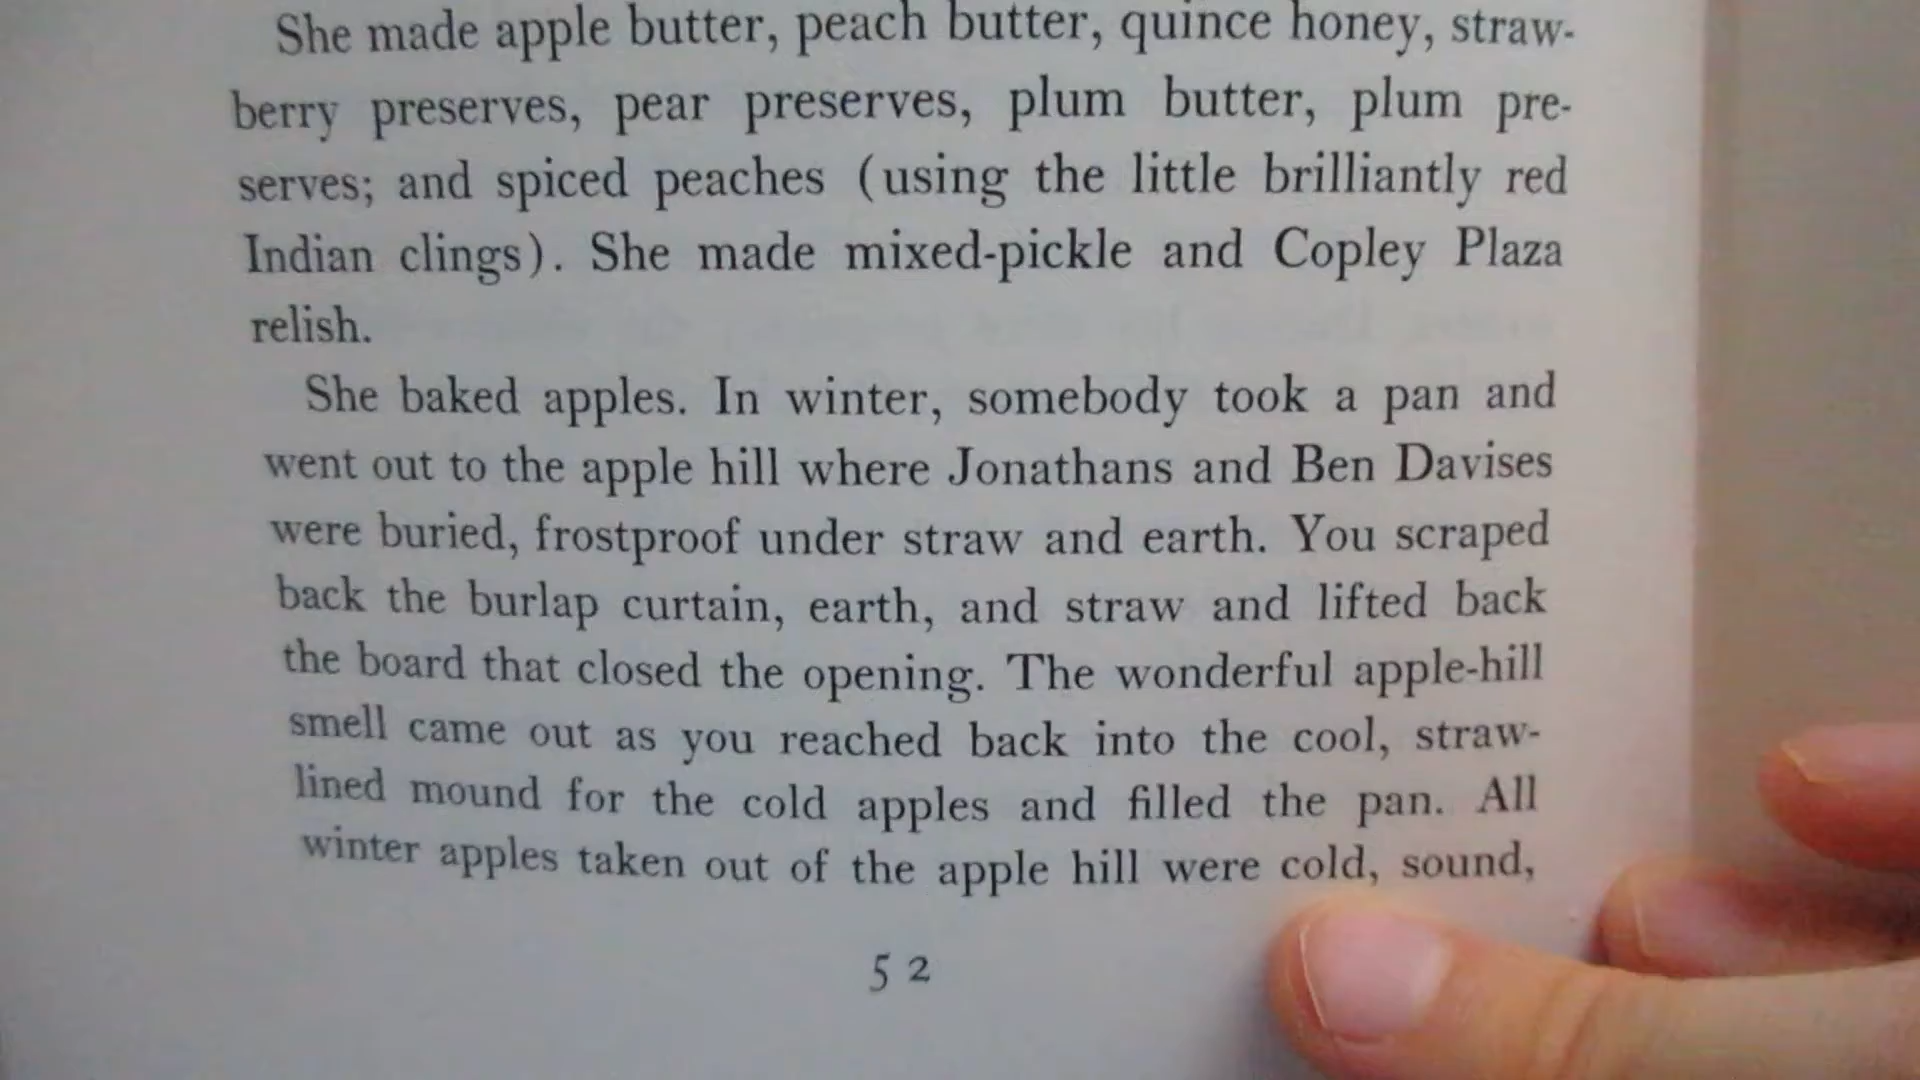 She made apple butter, peach butter, quince honey, straw-
berry preserves, pear preserves, plum butter, plum pre-
serves; and spiced peaches (using the little brilliantly red
Indian clings). She made mixed-pickle and Copley Plaza
relish.
She baked apples. In winter, somebody took a pan and
went out to the apple hill where Jonathans and Ben Davises
were buried, frostproof under straw and earth. You scraped
back the burlap curtain, earth, and straw and lifted back
the board that closed the opening. The wonderful apple-hill
smell came out as you reached back into the cool, straw-
lined mound for the cold apples and filled the pan. All
winter apples taken out of the apple hill were cold, sound,
52